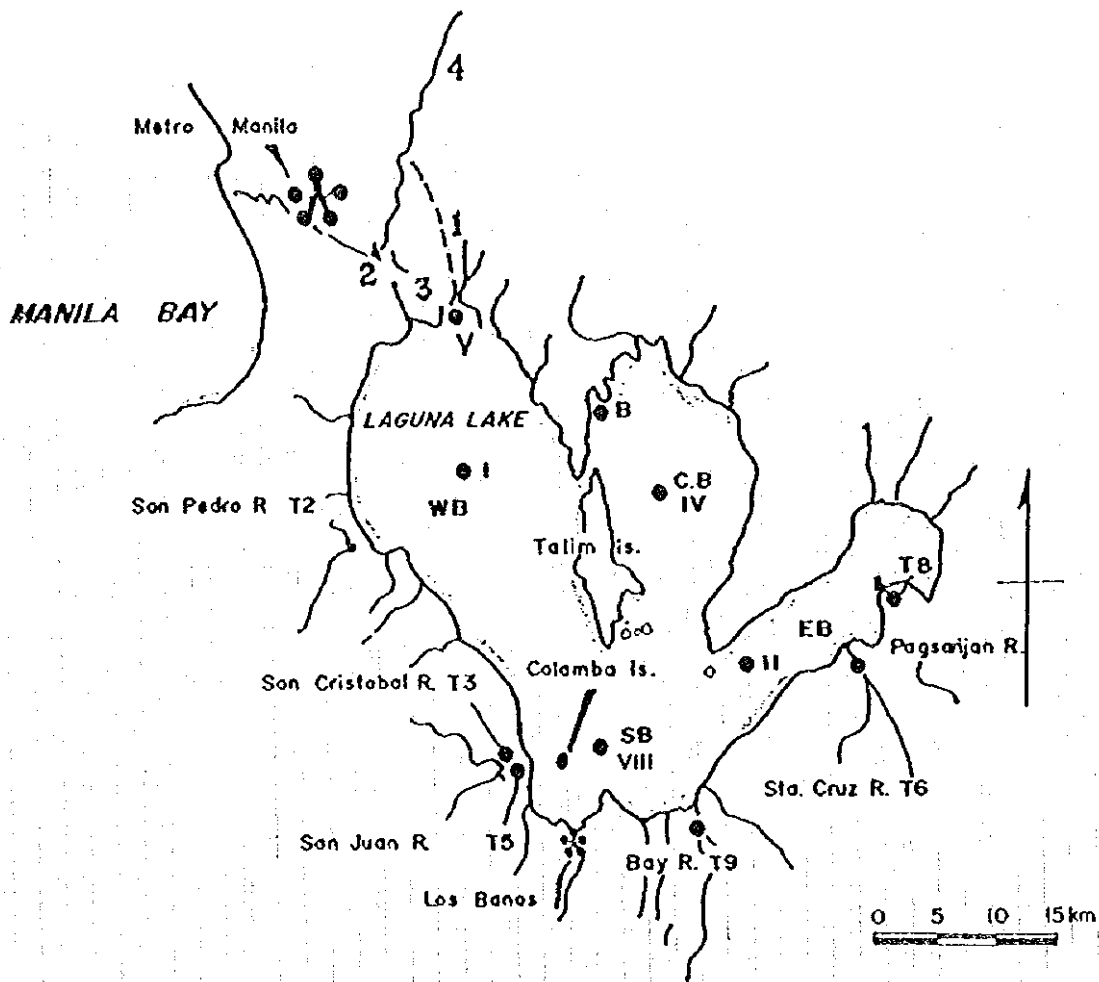 4
Metro Manila
1
2
3
MANILA BAY
V
LAGUNA LAKE
B
I
C.B
IV
San Pedro R T2
WB
Talim is.
T8
EB
Pagsanjan R.
II
Colamba Is.
San Cristobal R. T3
SB
VIII
Sta. Cruz R. T6
San Juan R T5
Bay R. T9
Los Banos
0 5 10 15 km